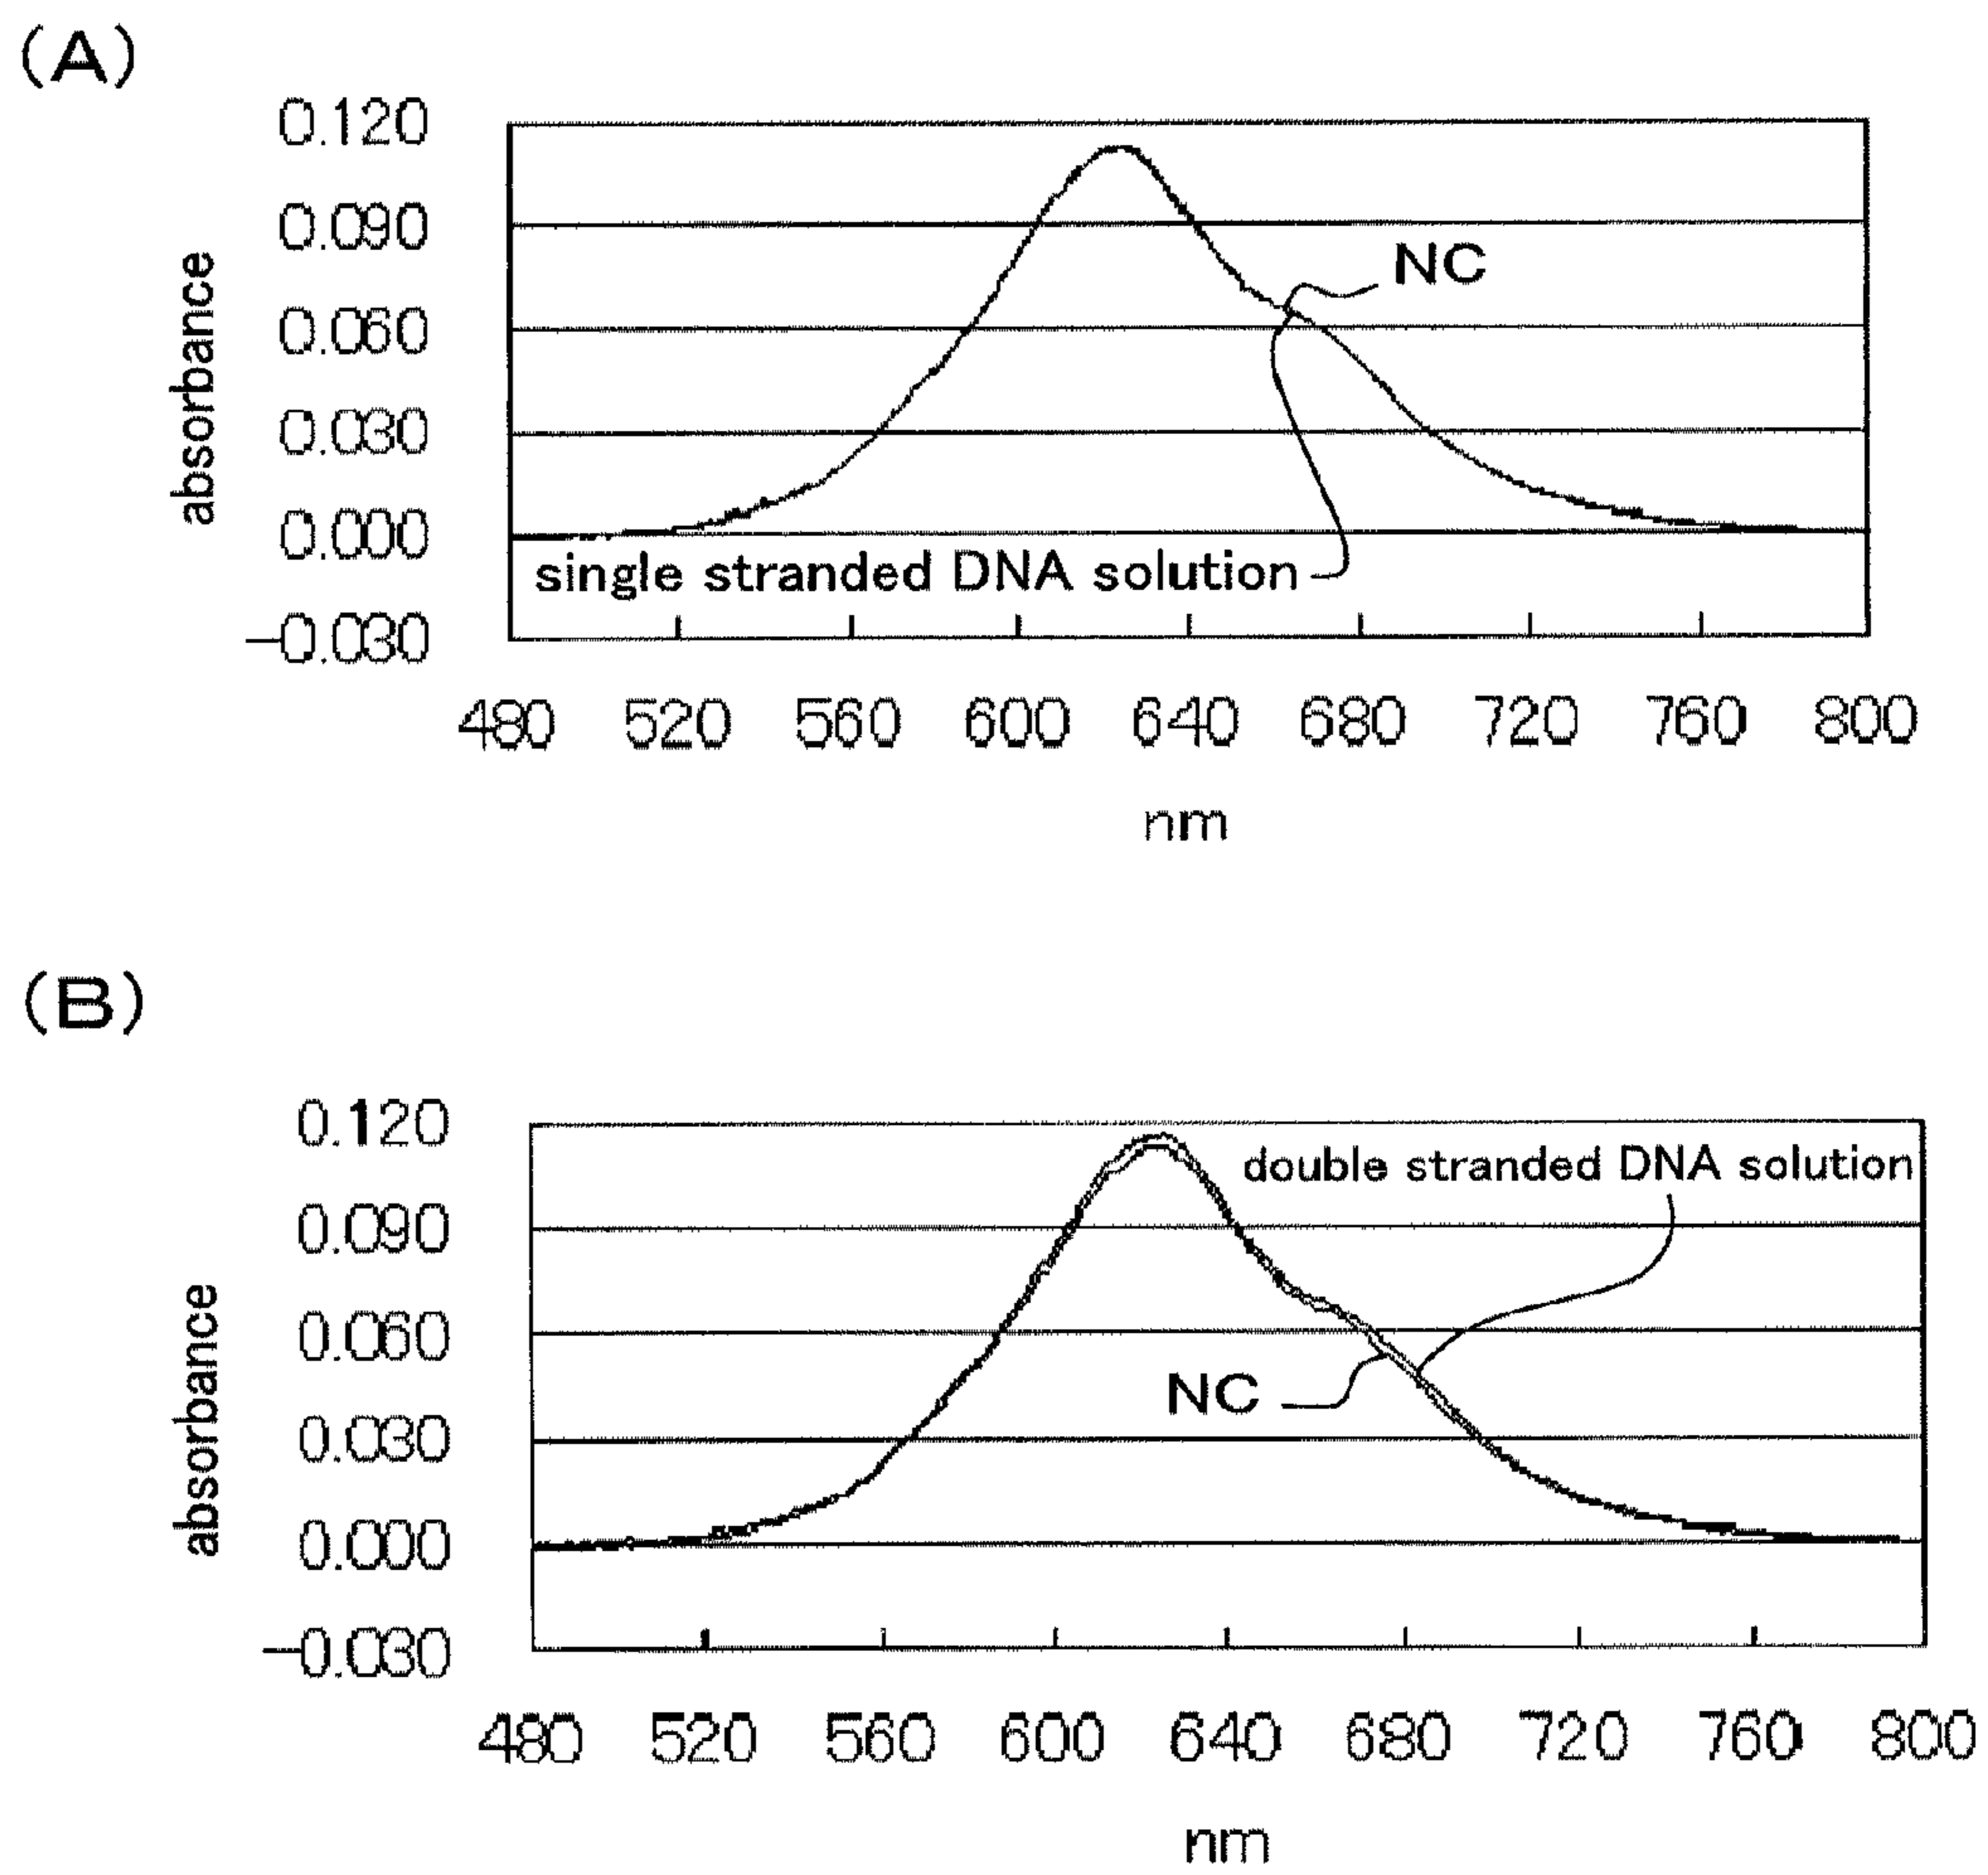 (A)
0.120
0.090
NC
0.060
absorbance
0.030
0.000
single stranded DNA solution
-0.030
480 520 560 600 640 680 720 760 800
nm
(B)
0.120
double stranded DNA solution
0.090
0.060
NC
absorbance
0.030
0.000
-0.030
480 520 560 600 640 680 720 760 800
nm